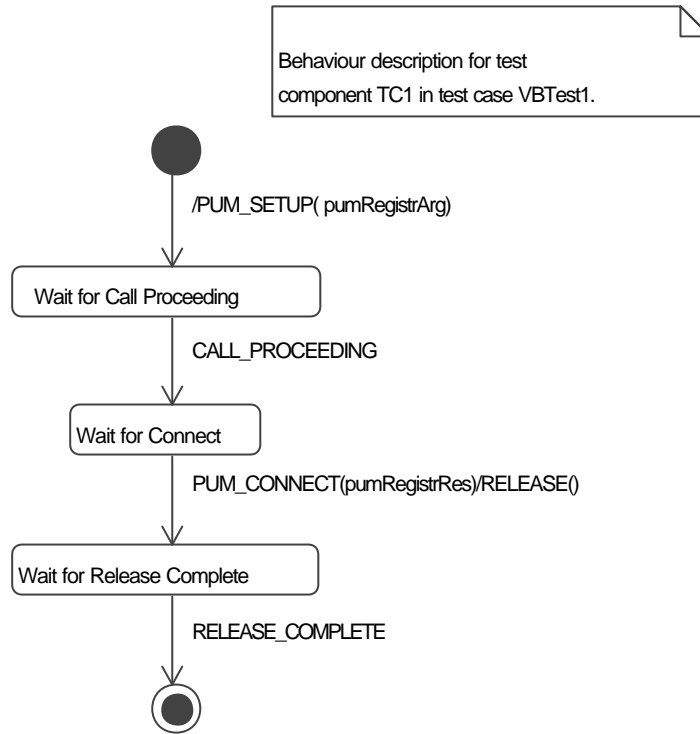 Behaviour description for test
component TC1 in test case VBTest1.
/PUM_SETUP( pumRegistrArg)
Wait for Call Proceeding
CALL_PROCEEDING
Wait for Connect
PUM_CONNECT(pumRegistrRes)/RELEASE()
Wait for Release Complete
RELEASE_COMPLETE